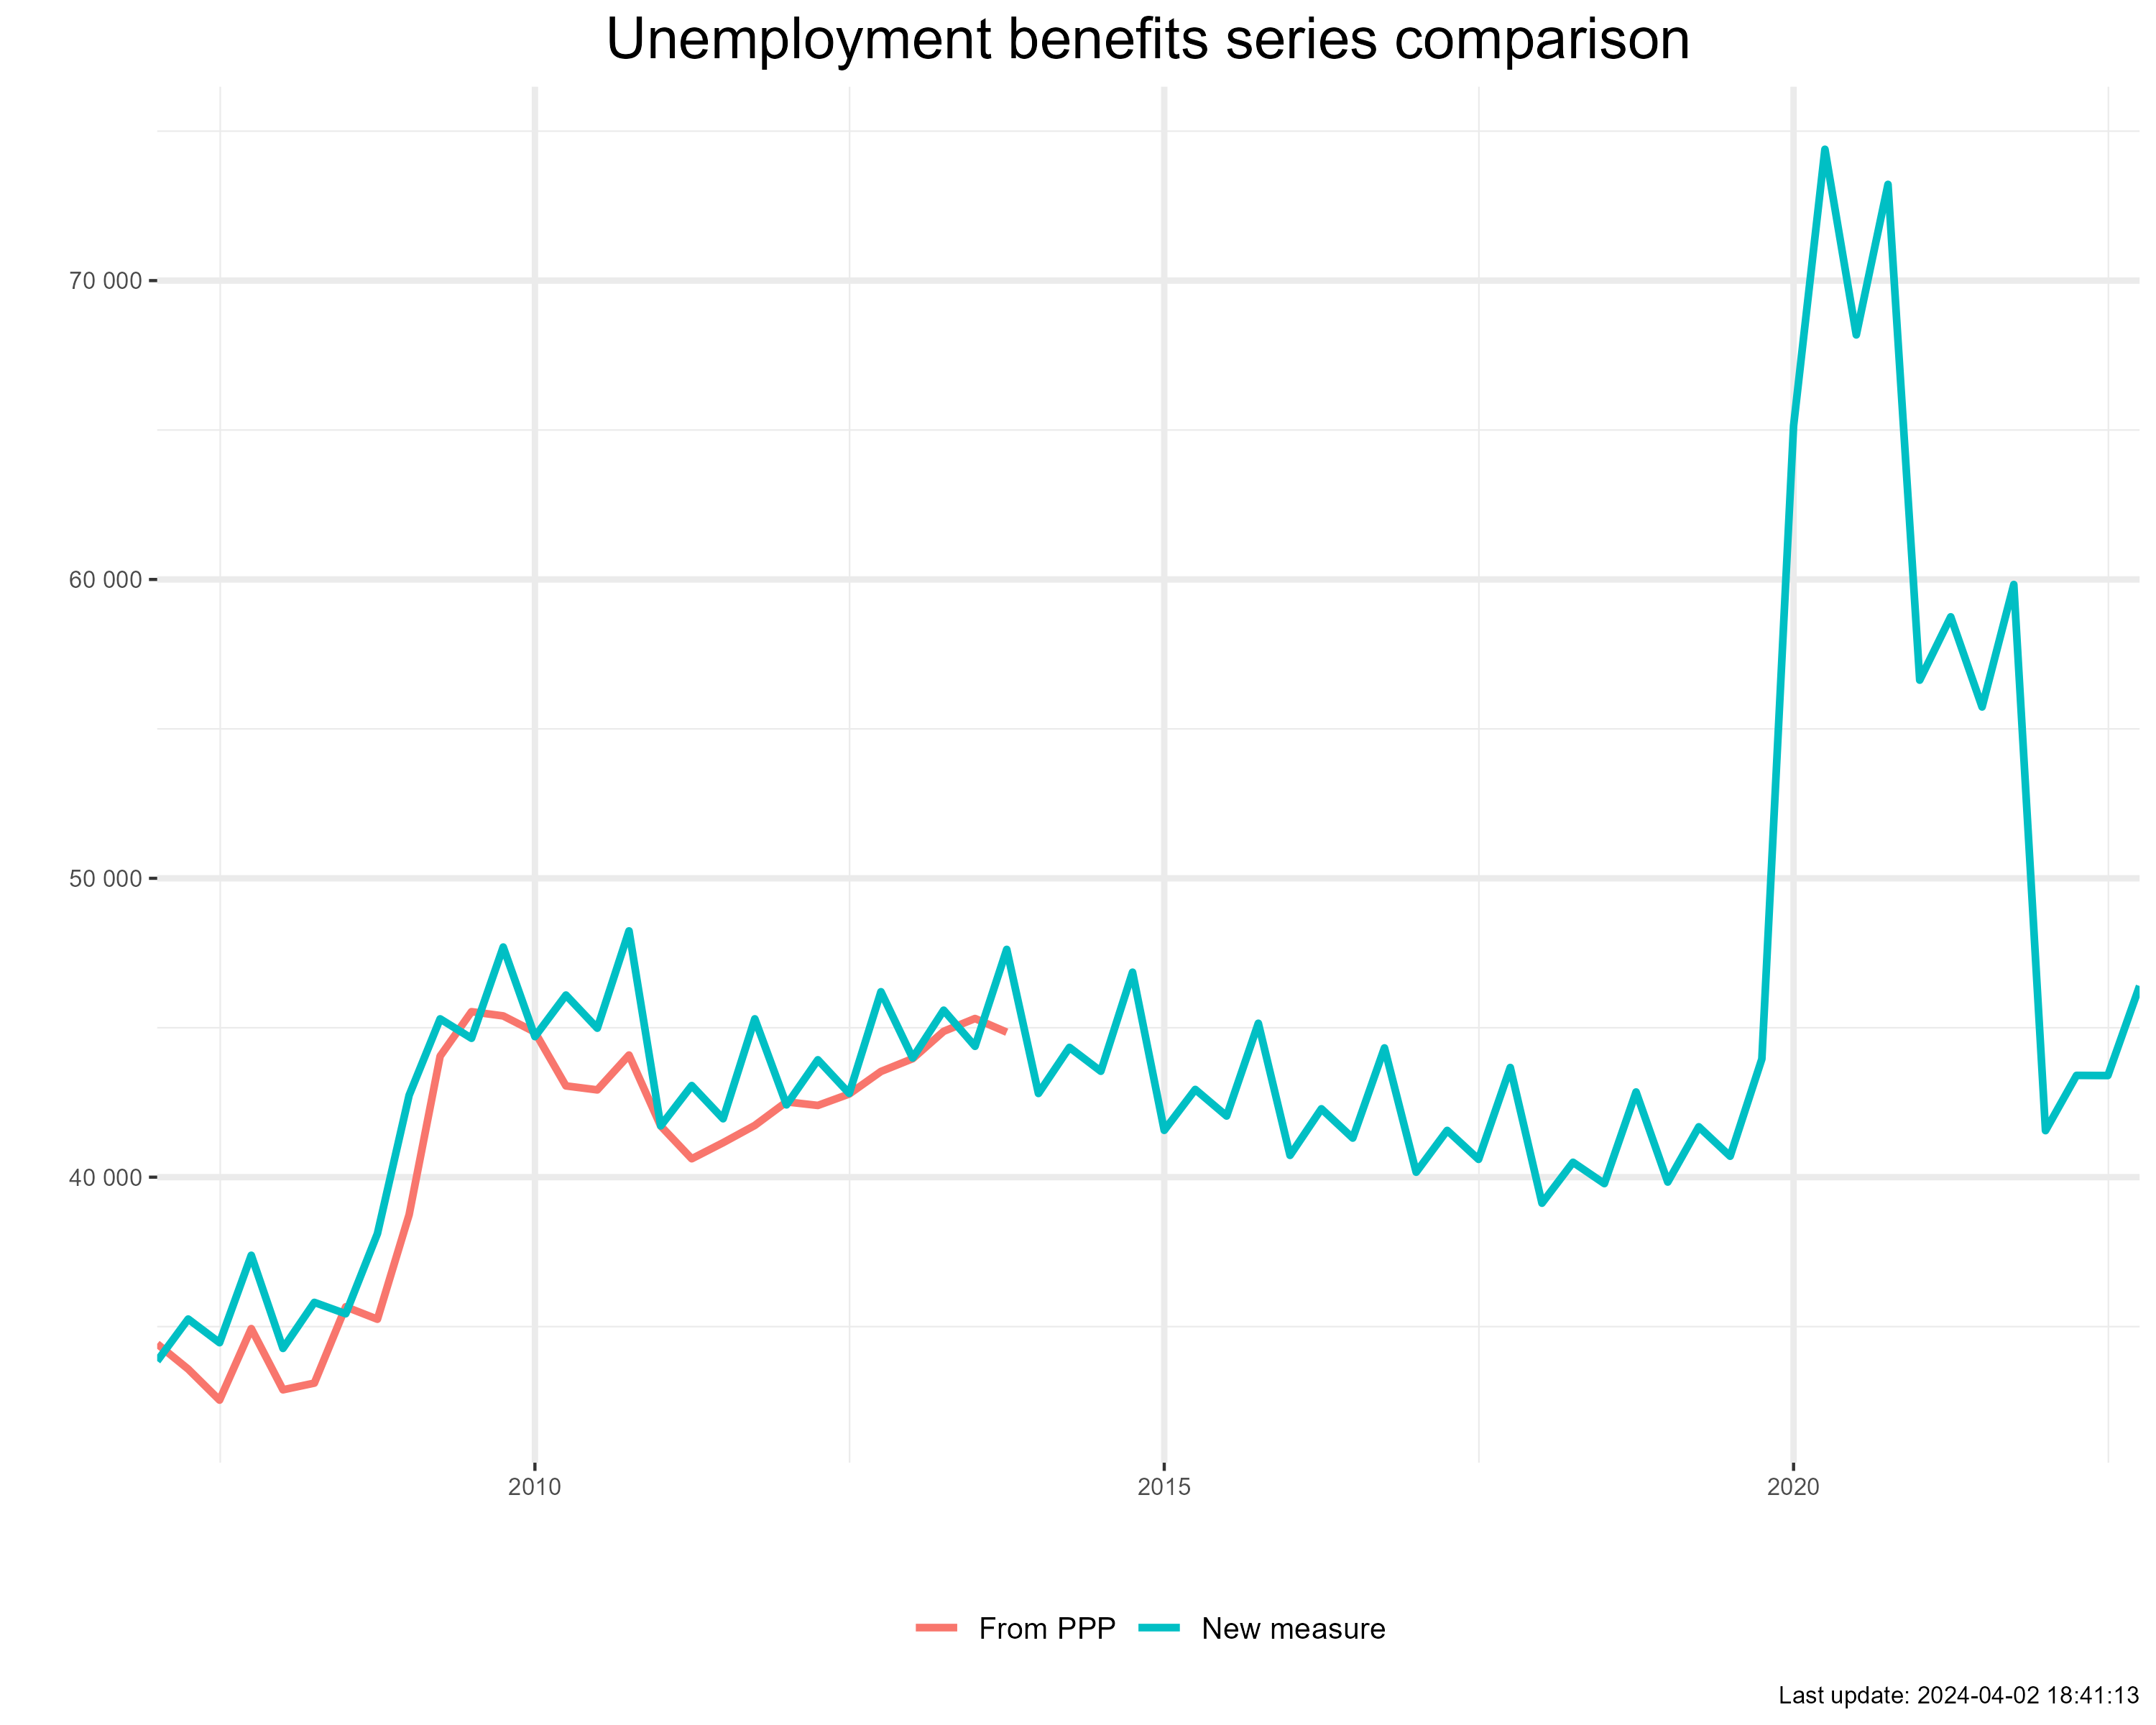 Unemployment benefits series comparison
70 000
60 000
50 000
40 000
2010 2015 2020
From PPP New measure
Last update: 2024-04-02 18:41:13